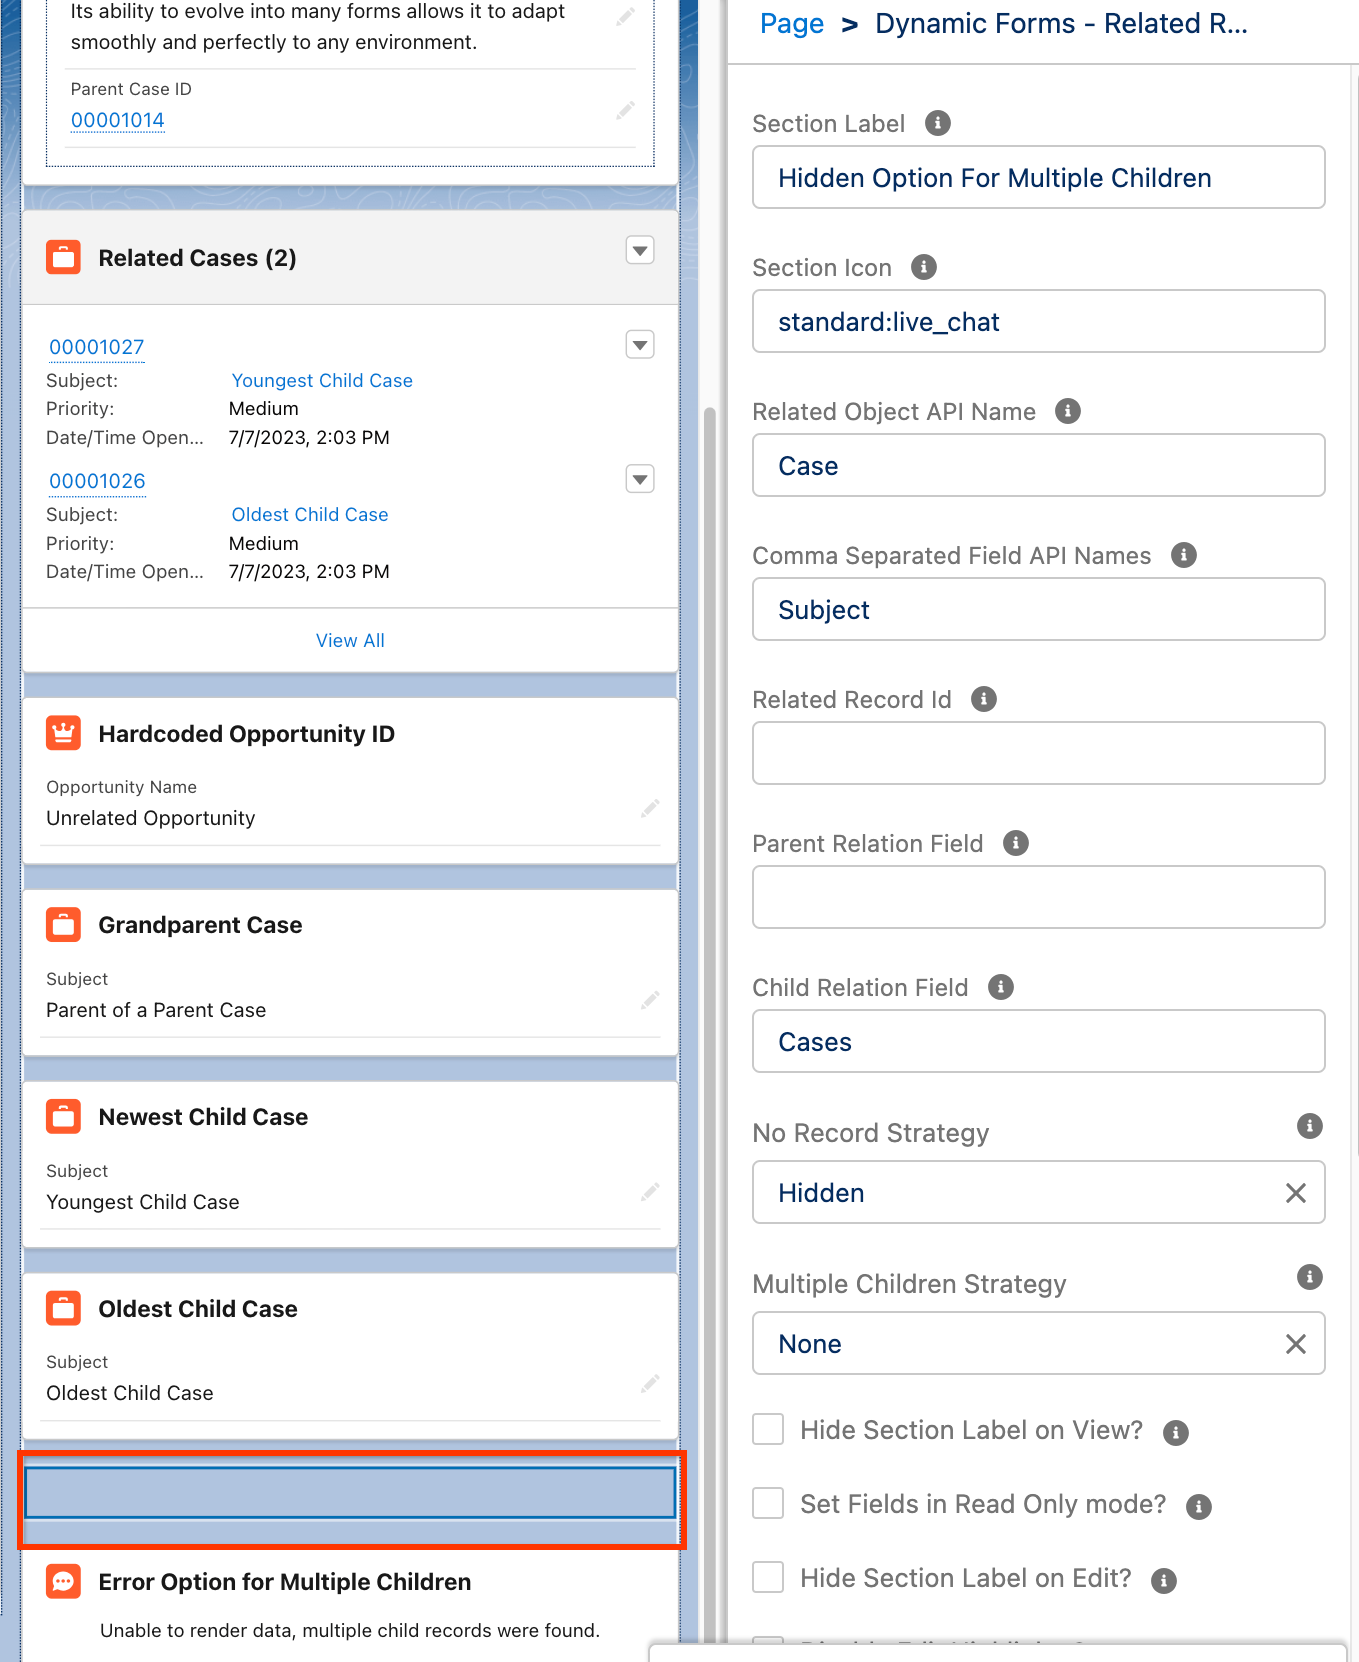 Its ability to evolve into many forms allows it to adapt
smoothly and perfectly to any environment.
Parent Case ID
00001014
Related Cases (2)
00001027
Subject: Youngest Child Case
Priority: Medium
Date/Time Open... 7/7/2023, 2:03 PM
00001026
Subject: Oldest Child Case
Priority: Medium
Date/Time Open... 7/7/2023, 2:03 PM
View All
Hardcoded Opportunity ID
Opportunity Name
Unrelated Opportunity
Grandparent Case
Subject
Parent of a Parent Case
Newest Child Case
Subject
Youngest Child Case
Oldest Child Case
Subject
Oldest Child Case
Error Option for Multiple Children
Unable to render data, multiple child records were found.
Page > Dynamic Forms - Related R...
Section Label
Hidden Option For Multiple Children
Section Icon
standard:live_chat
Related Object API Name
Case
Comma Separated Field API Names
Subject
Related Record Id
Parent Relation Field
Child Relation Field
Cases
No Record Strategy
Hidden
Multiple Children Strategy
None
Hide Section Label on View?
Set Fields in Read Only mode?
Hide Section Label on Edit?